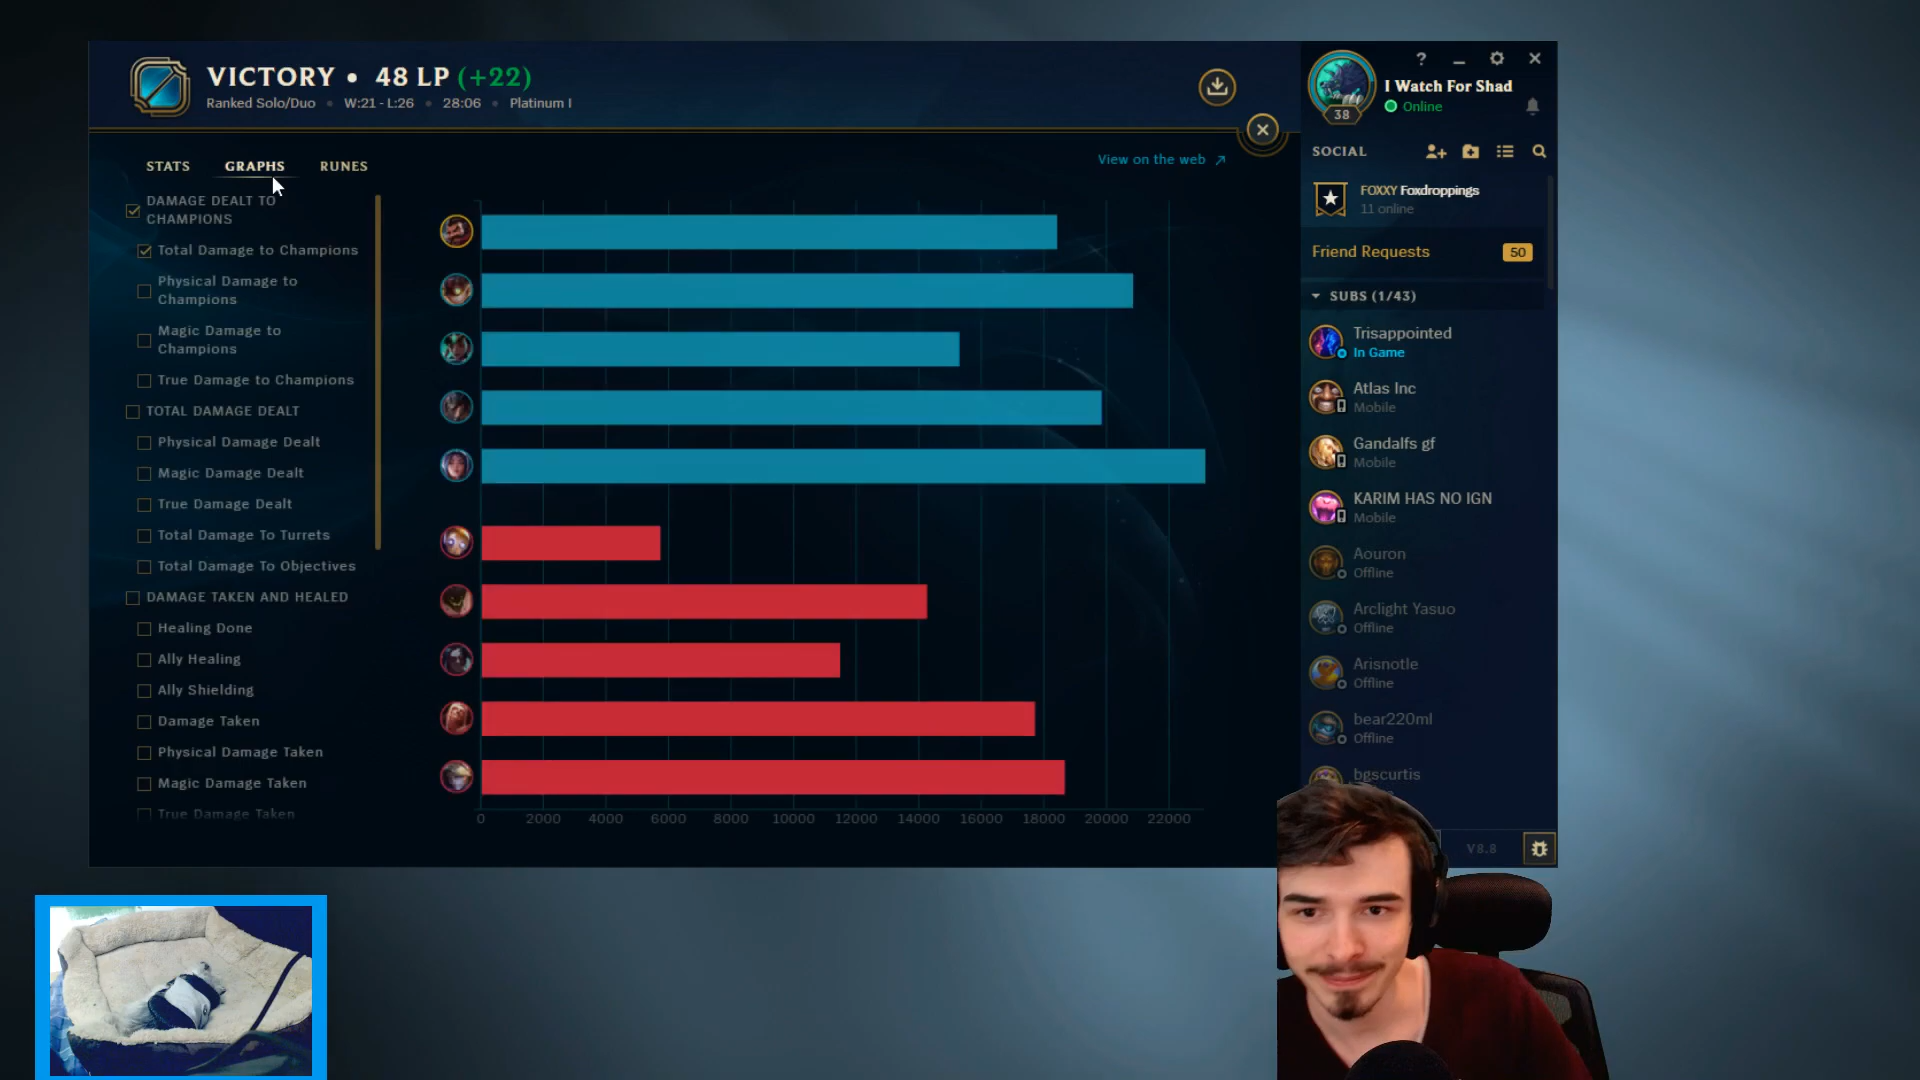 VICTORY • 48 LP (+22)
Ranked Solo/Duo • W:21 - L:26 • 28:06 • Platinum I
STATS GRAPHS RUNES
View on the web
DAMAGE DEALT TO
CHAMPIONS
Total Damage to Champions
Physical Damage to
Champions
Magic Damage to
Champions
True Damage to Champions
TOTAL DAMAGE DEALT
Physical Damage Dealt
Magic Damage Dealt
True Damage Dealt
Total Damage To Turrets
Total Damage To Objectives
DAMAGE TAKEN AND HEALED
Healing Done
Ally Healing
Ally Shielding
Damage Taken
Physical Damage Taken
Magic Damage Taken
True Damage Taken
0 2000 4000 6000 8000 10000 12000 14000 16000 18000 20000 22000
?
I Watch For Shad
Online
38
SOCIAL
FOXXY Foxdroppings
11 online
Friend Requests 50
SUBS (1/43)
Trisappointed
In Game
Atlas Inc
Mobile
Gandalfs gf
Mobile
KARIM HAS NO IGN
Mobile
Aouron
Offline
Arclight Yasuo
Offline
Arisnotle
Offline
bear220ml
Offline
bgscurtis
V8.8